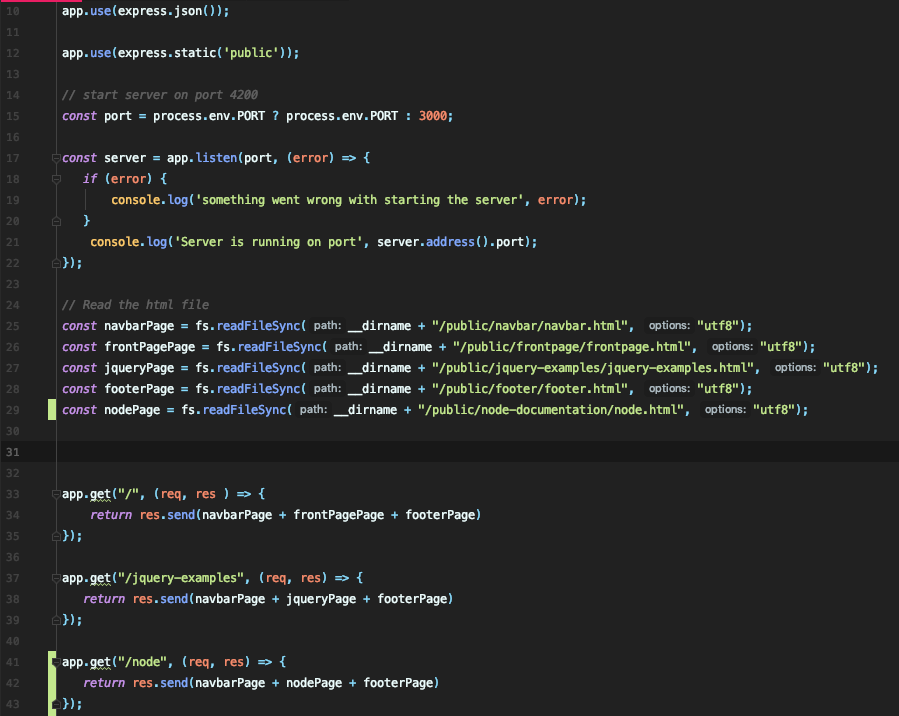 10 app.use(express.json());
11
12 app.use(express.static('public'));
13
14 // start server on port 4200
15 const port = process.env.PORT ? process.env.PORT : 3000;
16
17 const server = app.listen(port, (error) => {
18 if (error) {
19 console.log('something went wrong with starting the server', error);
20 }
21 console.log('Server is running on port', server.address().port);
22 });
23
24 // Read the html file
25 const navbarPage = fs.readFileSync( path: __dirname + "/public/navbar/navbar.html", options: "utf8");
26 const frontPagePage = fs.readFileSync( path: __dirname + "/public/frontpage/frontpage.html", options: "utf8");
27 const jqueryPage = fs.readFileSync( path: __dirname + "/public/jquery-examples/jquery-examples.html", options: "utf8");
28 const footerPage = fs.readFileSync( path: __dirname + "/public/footer/footer.html", options: "utf8");
29 const nodePage = fs.readFileSync( path: __dirname + "/public/node-documentation/node.html", options: "utf8");
30
31
32
33 app.get("/", (req, res ) => {
34 return res.send(navbarPage + frontPagePage + footerPage)
35 });
36
37 app.get("/jquery-examples", (req, res) => {
38 return res.send(navbarPage + jqueryPage + footerPage)
39 });
40
41 app.get("/node", (req, res) => {
42 return res.send(navbarPage + nodePage + footerPage)
43 });